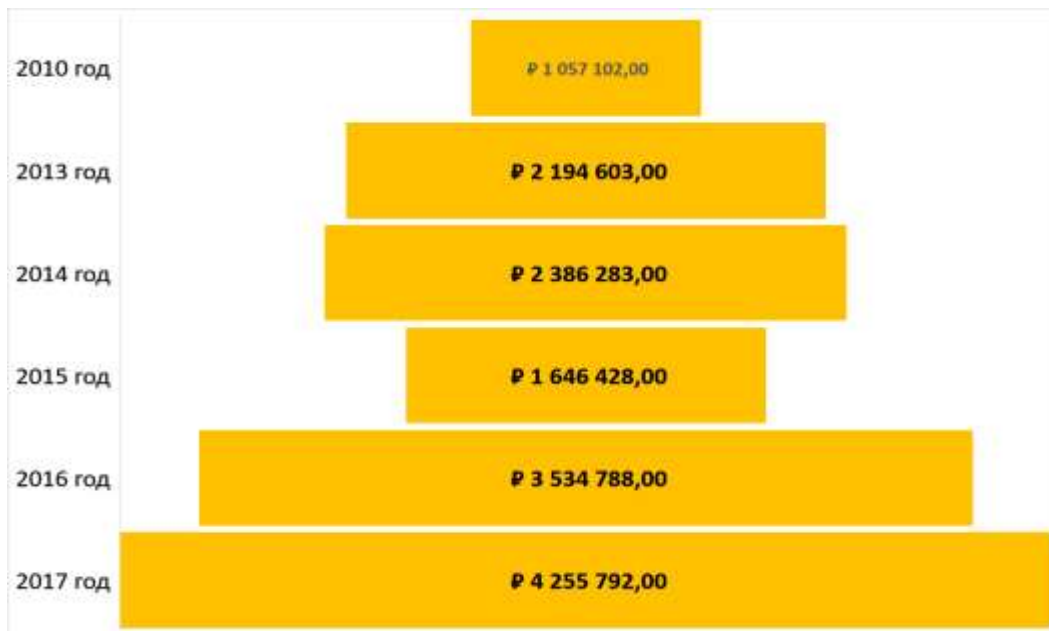 2010 год ₽ 1 057 102,00
2013 год ₽ 2 194 603,00
2014 год ₽ 2 386 283,00
2015 год ₽ 1 646 428,00
2016 год ₽ 3 534 788,00
2017 год ₽ 4 255 792,00